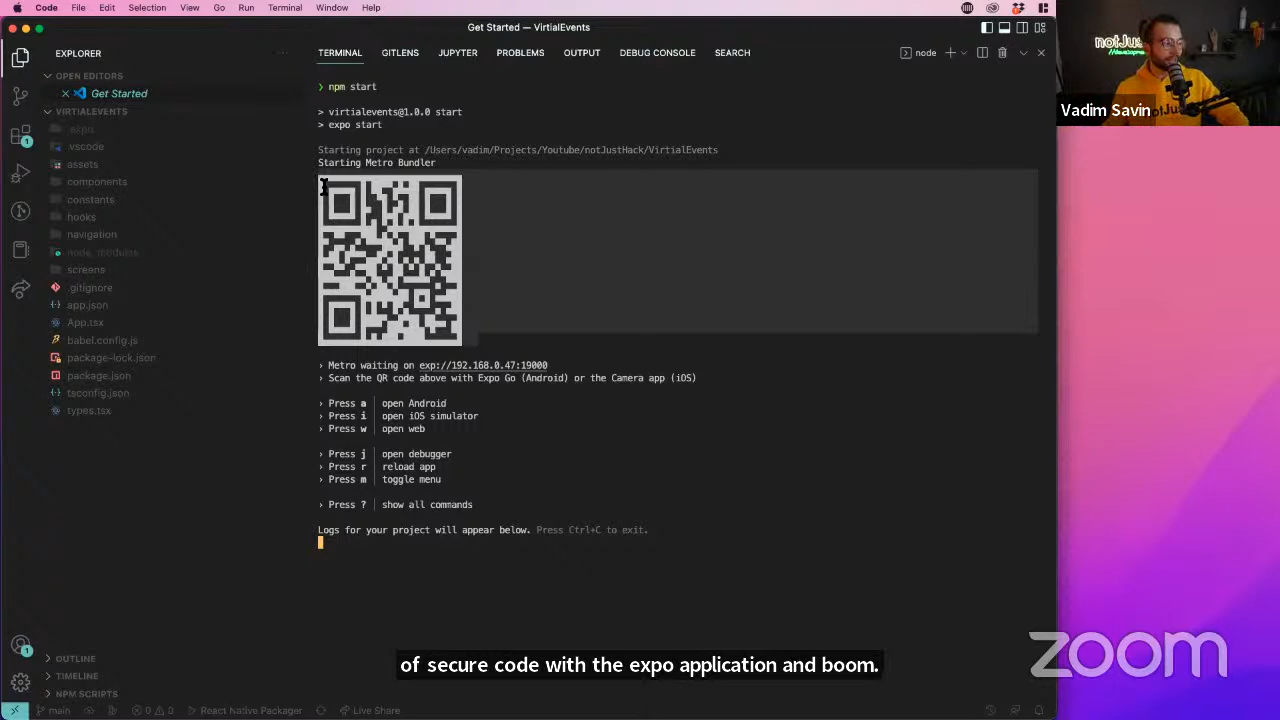 Code File Edit Selection View Go Run Terminal Window Help
Get Started — VirtialEvents
EXPLORER
OPEN EDITORS
Get Started
VIRTIALEVENTS
.expo
.vscode
assets
components
constants
hooks
navigation
node_modules
screens
.gitignore
app.json
App.tsx
babel.config.js
package-lock.json
package.json
tsconfig.json
types.tsx
OUTLINE
TIMELINE
NPM SCRIPTS
TERMINAL GITLENS JUPYTER PROBLEMS OUTPUT DEBUG CONSOLE SEARCH
node
❯ npm start
> virtialevents@1.0.0 start
> expo start
Starting project at /Users/vadim/Projects/Youtube/notJustHack/VirtialEvents
Starting Metro Bundler
› Metro waiting on exp://192.168.0.47:19000
› Scan the QR code above with Expo Go (Android) or the Camera app (iOS)
› Press a │ open Android
› Press i │ open iOS simulator
› Press w │ open web
› Press j │ open debugger
› Press r │ reload app
› Press m │ toggle menu
› Press ? │ show all commands
Logs for your project will appear below. Press Ctrl+C to exit.
of secure code with the expo application and boom.
main 0 0 React Native Packager Live Share
notJust
Vadim Savin
zoom